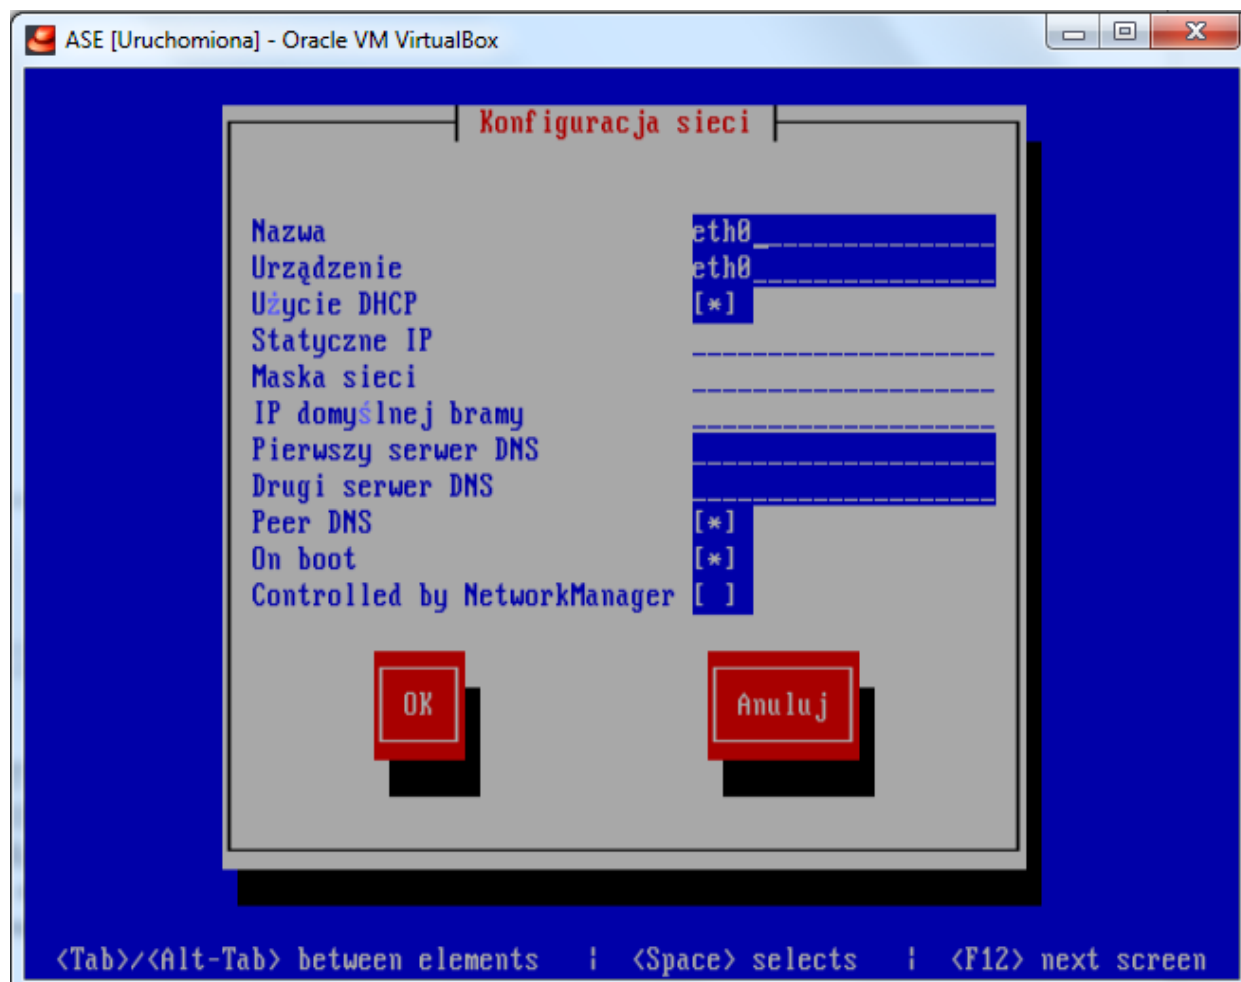 ASE [Uruchomiona] - Oracle VM VirtualBox
Konfiguracja sieci
Nazwa eth0
Urządzenie eth0
Użycie DHCP [*]
Statyczne IP
Maska sieci
IP domyślnej bramy
Pierwszy serwer DNS
Drugi serwer DNS
Peer DNS [*]
On boot [*]
Controlled by NetworkManager [ ]
OK Anuluj
<Tab>/<Alt-Tab> between elements ¦ <Space> selects ¦ <F12> next screen